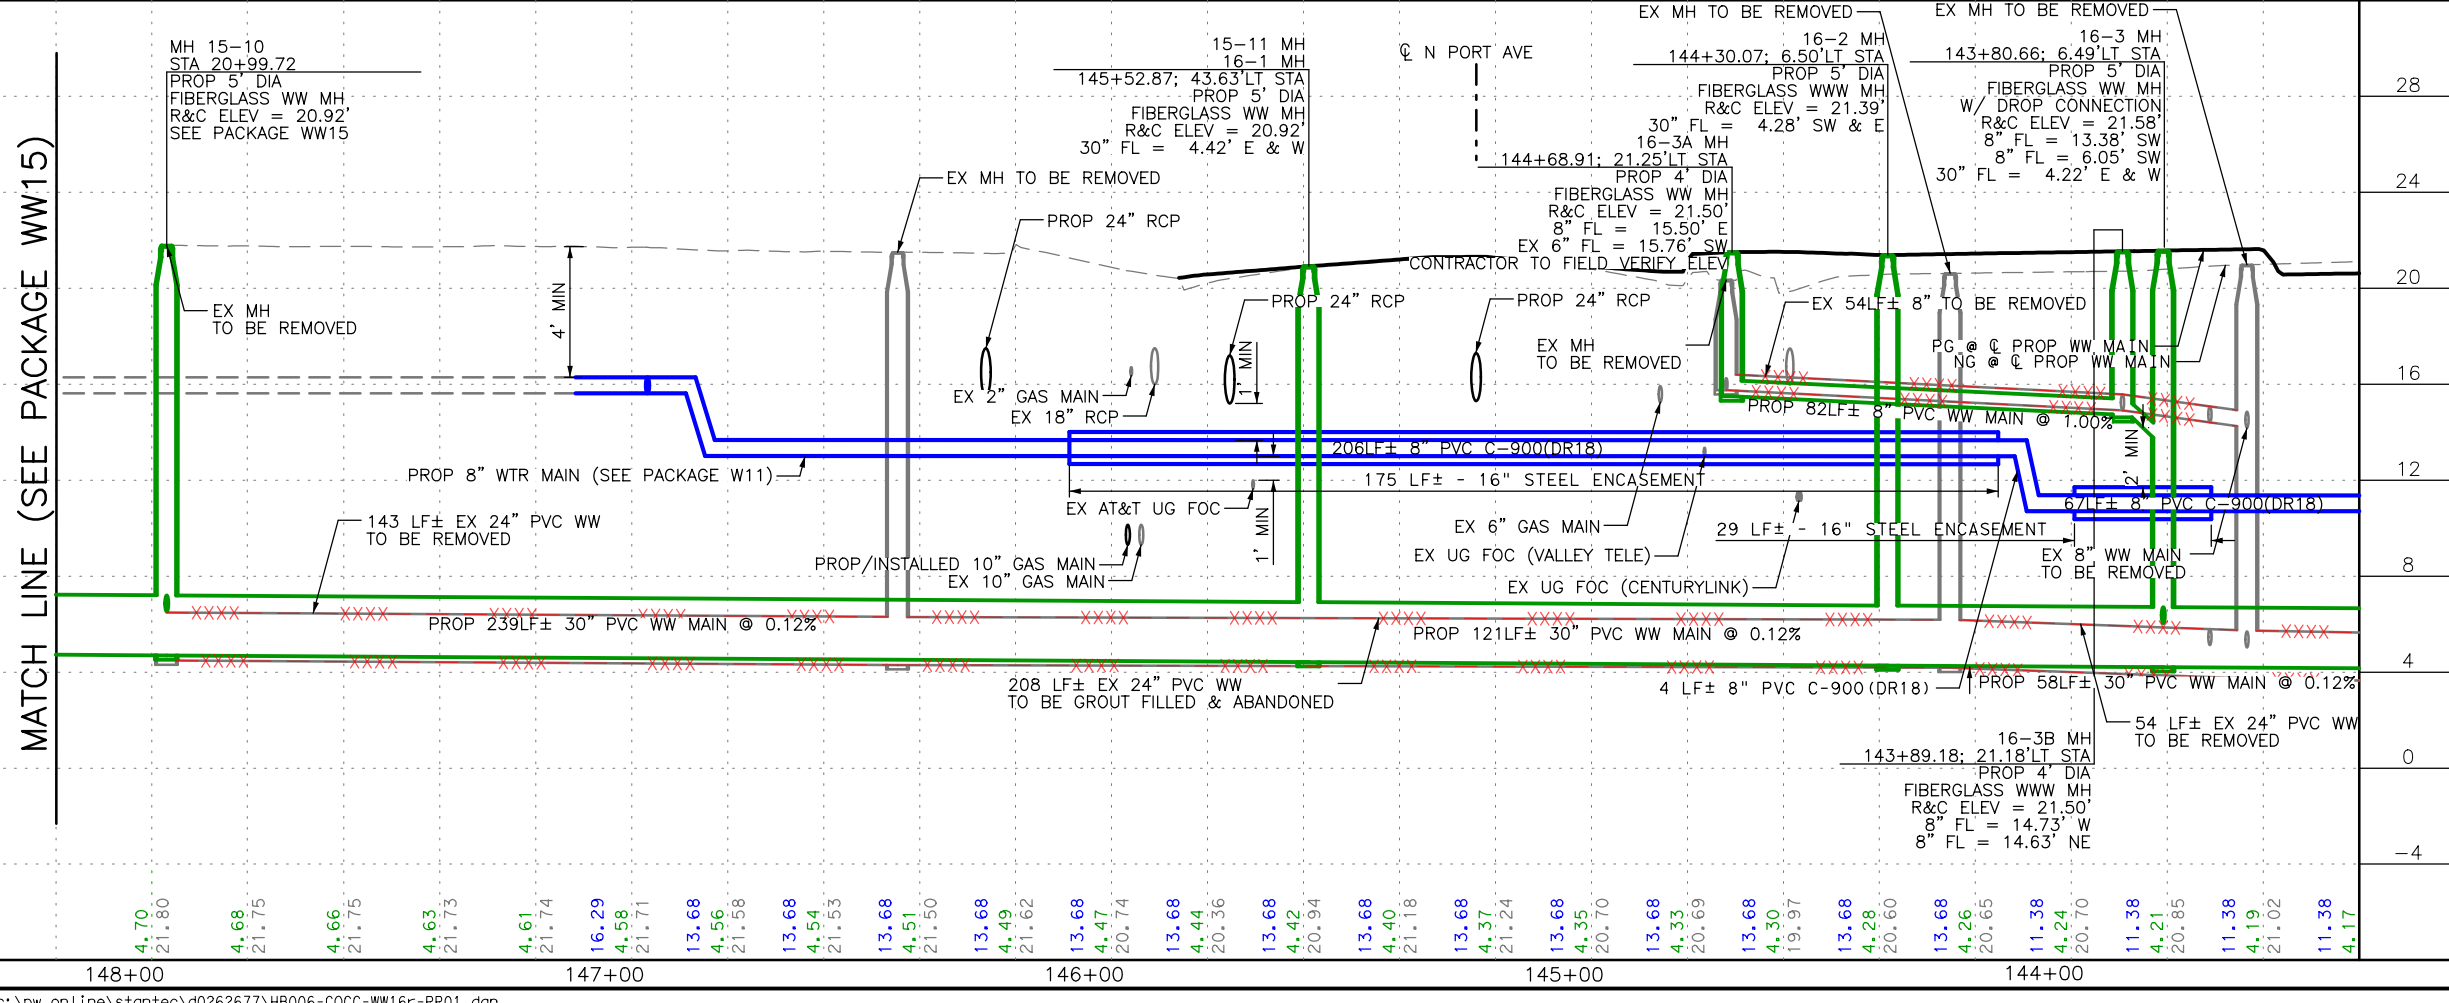 MATCH LINE (SEE PACKAGE WW15)
MH 15-10
STA 20+99.72
PROP 5' DIA
FIBERGLASS WW MH
R&C ELEV = 20.92'
SEE PACKAGE WW15
EX MH
TO BE REMOVED
4' MIN
PROP 8" WTR MAIN (SEE PACKAGE W11)
143 LF± EX 24" PVC WW
TO BE REMOVED
PROP 239LF± 30" PVC WW MAIN @ 0.12%
EX MH TO BE REMOVED
PROP 24" RCP
15-11 MH
16-1 MH
145+52.87; 43.63'LT STA
PROP 5' DIA
FIBERGLASS WW MH
R&C ELEV = 20.92'
30" FL = 4.42' E & W
EX 2" GAS MAIN
EX 18" RCP
PROP 24" RCP
1' MIN
EX AT&T UG FOC
1' MIN
PROP/INSTALLED 10" GAS MAIN
EX 10" GAS MAIN
208 LF± EX 24" PVC WW
TO BE GROUT FILLED & ABANDONED
℄ N PORT AVE
PROP 24" RCP
206LF± 8" PVC C-900(DR18)
175 LF± - 16" STEEL ENCASEMENT
EX 6" GAS MAIN
EX UG FOC (VALLEY TELE)
EX UG FOC (CENTURYLINK)
PROP 121LF± 30" PVC WW MAIN @ 0.12%
EX MH TO BE REMOVED
16-2 MH
144+30.07; 6.50'LT STA
PROP 5' DIA
FIBERGLASS WWW MH
R&C ELEV = 21.39'
30" FL = 4.28' SW & E
16-3A MH
144+68.91; 21.25'LT STA
PROP 4' DIA
FIBERGLASS WW MH
R&C ELEV = 21.50'
8" FL = 15.50' E
EX 6" FL = 15.76' SW
CONTRACTOR TO FIELD VERIFY ELEV
EX MH
TO BE REMOVED
EX MH TO BE REMOVED
16-3 MH
143+80.66; 6.49'LT STA
PROP 5' DIA
FIBERGLASS WW MH
W/ DROP CONNECTION
R&C ELEV = 21.58'
8" FL = 13.38' SW
8" FL = 6.05' SW
30" FL = 4.22' E & W
EX 54LF± 8" TO BE REMOVED
PG @ ℄ PROP WW MAIN
NG @ ℄ PROP WW MAIN
PROP 82LF± 8" PVC WW MAIN @ 1.00%
2' MIN
67LF± 8" PVC C-900(DR18)
29 LF± - 16" STEEL ENCASEMENT
EX 8" WW MAIN
TO BE REMOVED
4 LF± 8" PVC C-900(DR18)
PROP 58LF± 30" PVC WW MAIN @ 0.12%
54 LF± EX 24" PVC WW
TO BE REMOVED
16-3B MH
143+89.18; 21.18'LT STA
PROP 4' DIA
FIBERGLASS WWW MH
R&C ELEV = 21.50'
8" FL = 14.73' W
8" FL = 14.63' NE
28
24
20
16
12
8
4
0
-4
4.70
21.80
4.68
21.75
4.66
21.75
4.63
21.73
4.61
21.74
16.29
4.58
21.71
13.68
4.56
21.58
13.68
4.54
21.53
13.68
4.51
21.50
13.68
4.49
21.62
13.68
4.47
20.74
13.68
4.44
20.36
13.68
4.42
20.94
13.68
4.40
21.18
13.68
4.37
21.24
13.68
4.35
20.70
13.68
4.33
20.69
13.68
4.30
19.97
13.68
4.28
20.60
13.68
4.26
20.65
11.38
4.24
20.70
11.38
4.21
20.85
11.38
4.19
21.02
11.38
4.17
148+00
147+00
146+00
145+00
144+00